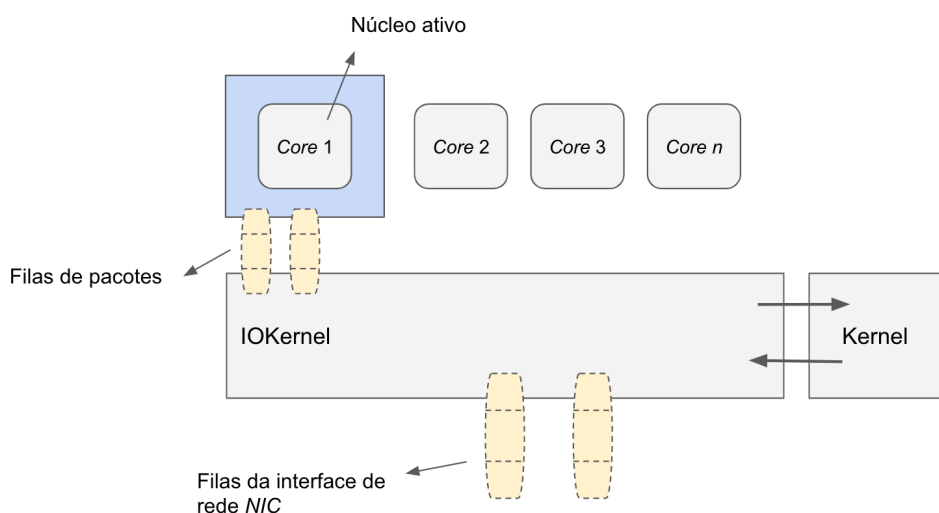 Núcleo ativo
Core 1
Core 2
Core 3
Core n
Filas de pacotes
IOKernel
Kernel
Filas da interface de
rede NIC